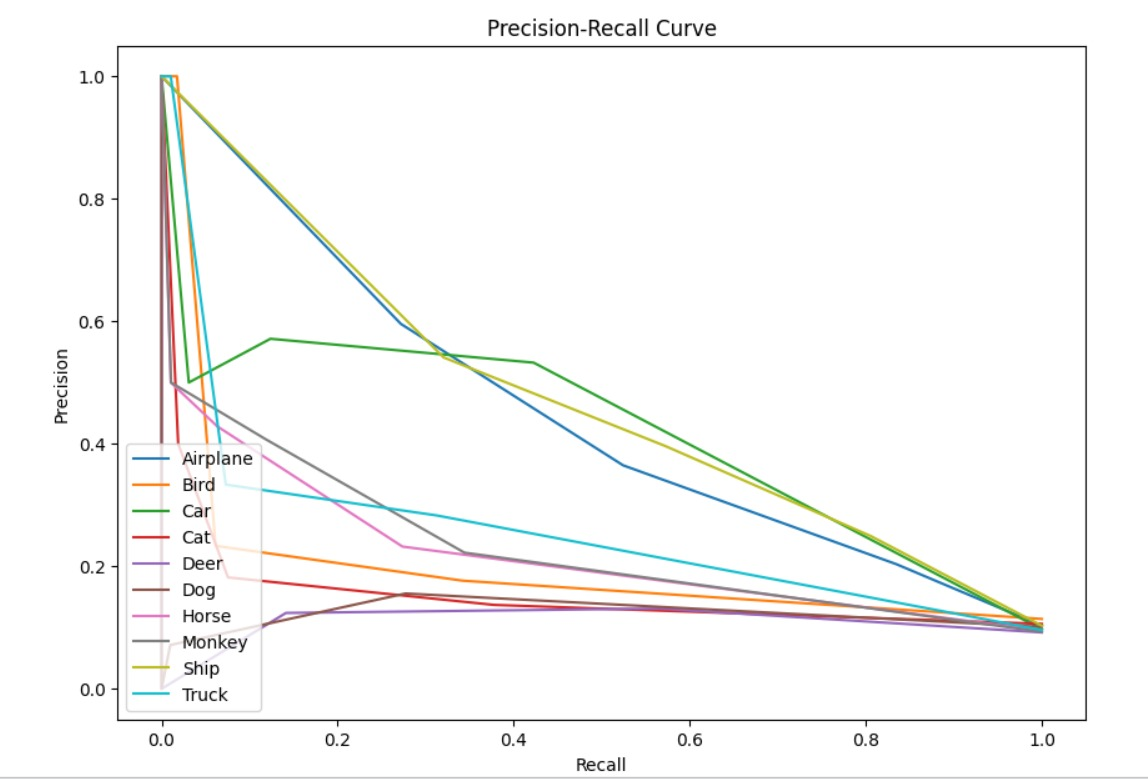 Precision-Recall Curve
Precision
1.0
0.8
0.6
0.4
0.2
0.0
Airplane
Bird
Car
Cat
Deer
Dog
Horse
Monkey
Ship
Truck
0.0 0.2 0.4 0.6 0.8 1.0
Recall